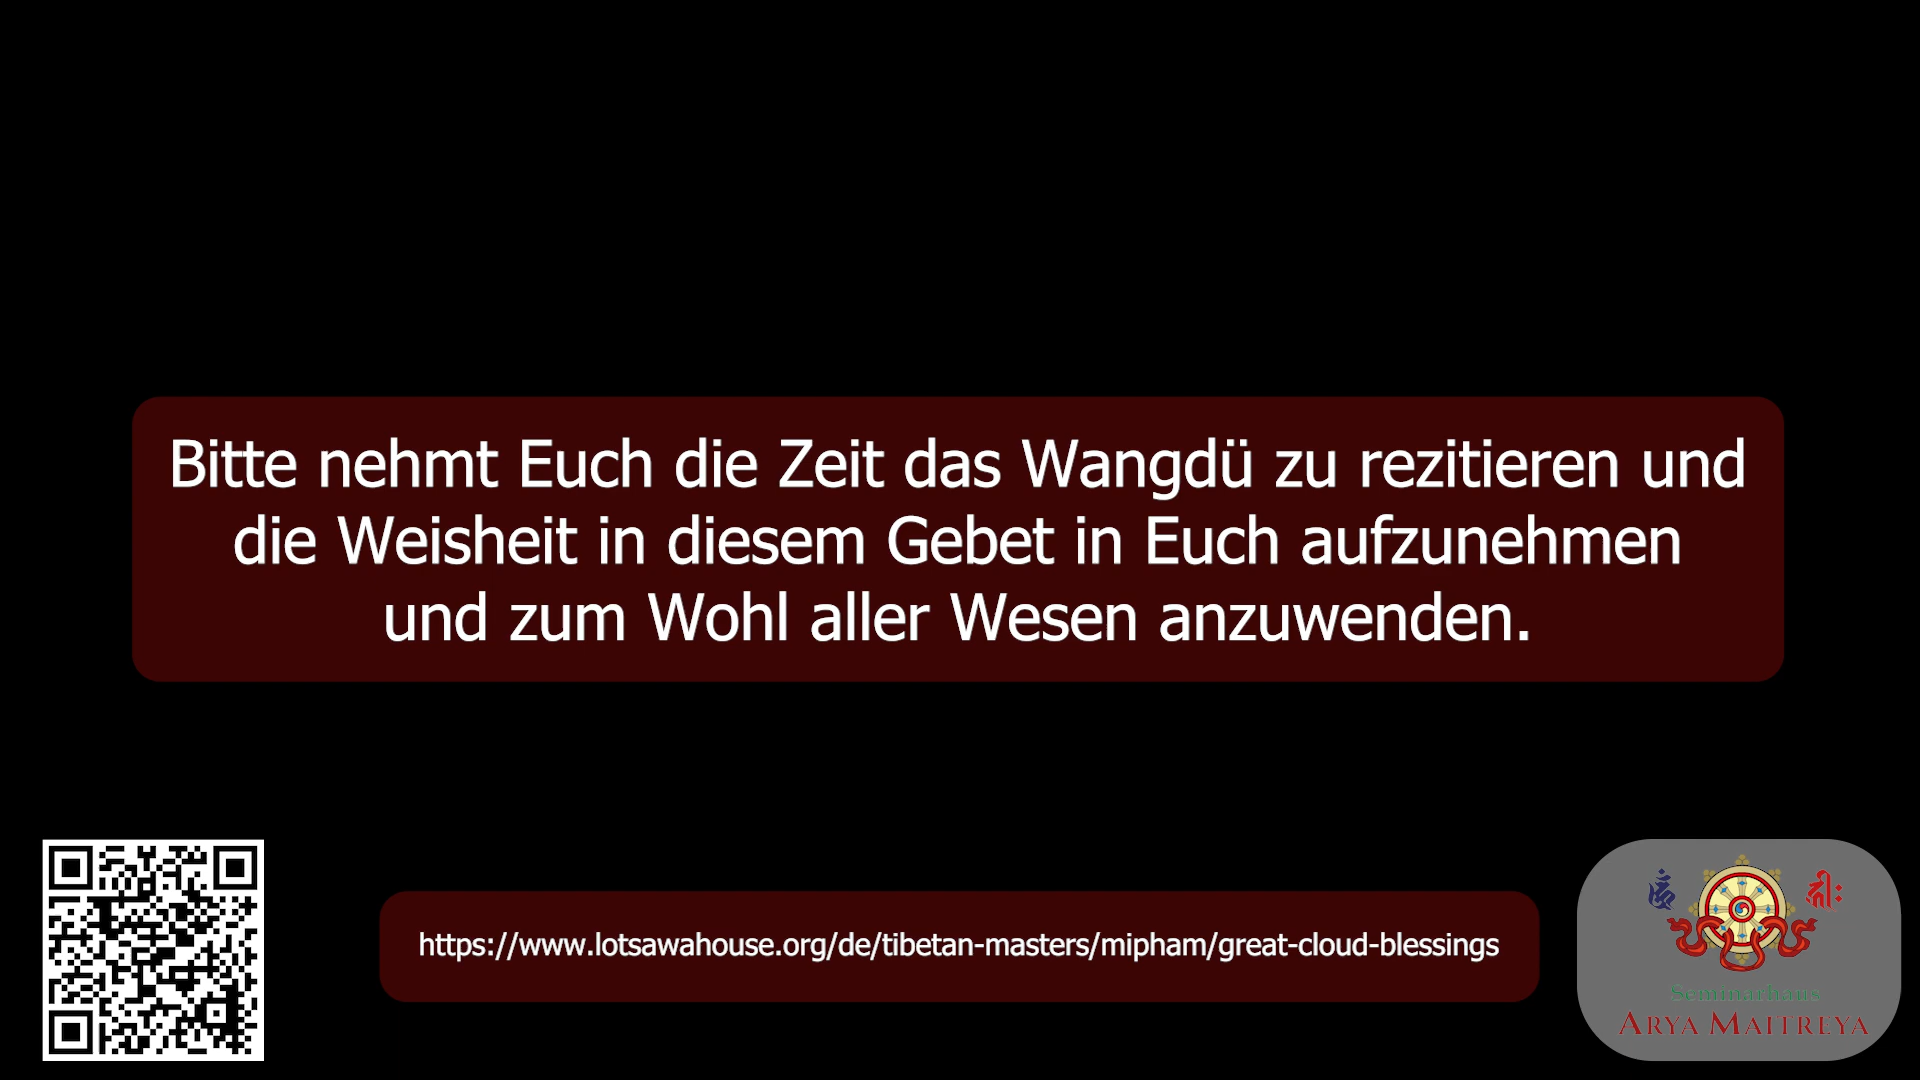 Bitte nehmt Euch die Zeit das Wangdü zu rezitieren und
die Weisheit in diesem Gebet in Euch aufzunehmen
und zum Wohl aller Wesen anzuwenden.
https://www.lotsawahouse.org/de/tibetan-masters/mipham/great-cloud-blessings
Seminarhaus
ARYA MAITREYA